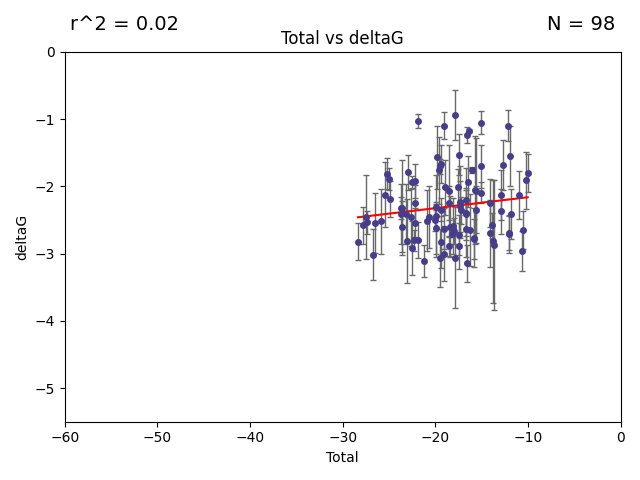 r^2 = 0.02
N = 98
Total vs deltaG
0
−1
−2
−3
−4
−5
deltaG
−60 −50 −40 −30 −20 −10 0
Total